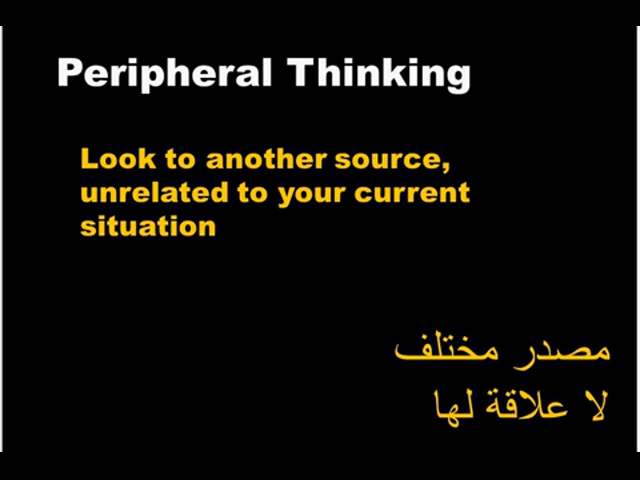 Peripheral Thinking
Look to another source,
unrelated to your current
situation
مصدر مختلف
لا علاقة لها